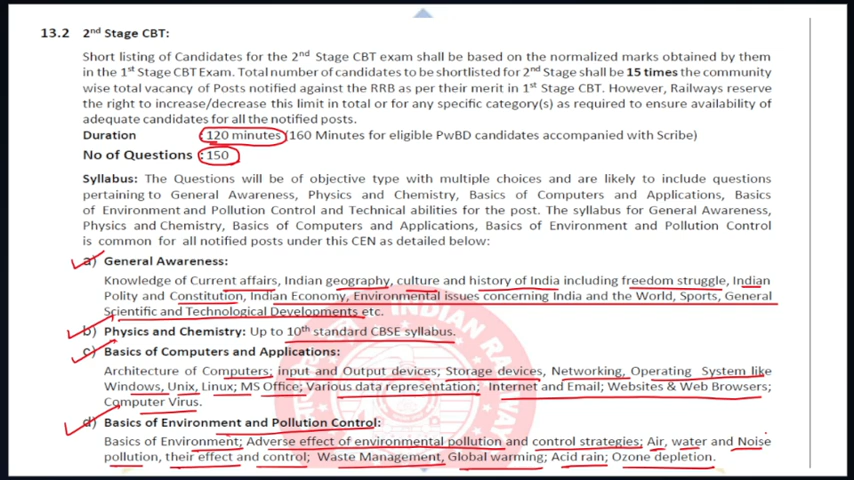 13.2 2nd Stage CBT:
Short listing of Candidates for the 2nd Stage CBT exam shall be based on the normalized marks obtained by them
in the 1st Stage CBT Exam. Total number of candidates to be shortlisted for 2nd Stage shall be 15 times the community
wise total vacancy of Posts notified against the RRB as per their merit in 1st Stage CBT. However, Railways reserve
the right to increase/decrease this limit in total or for any specific category(s) as required to ensure availability of
adequate candidates for all the notified posts.
Duration : 120 minutes (160 Minutes for eligible PwBD candidates accompanied with Scribe)
No of Questions : 150
Syllabus: The Questions will be of objective type with multiple choices and are likely to include questions
pertaining to General Awareness, Physics and Chemistry, Basics of Computers and Applications, Basics
of Environment and Pollution Control and Technical abilities for the post. The syllabus for General Awareness,
Physics and Chemistry, Basics of Computers and Applications, Basics of Environment and Pollution Control
is common for all notified posts under this CEN as detailed below:
a) General Awareness:
Knowledge of Current affairs, Indian geography, culture and history of India including freedom struggle, Indian
Polity and Constitution, Indian Economy, Environmental issues concerning India and the World, Sports, General
Scientific and Technological Developments etc.
b) Physics and Chemistry: Up to 10th standard CBSE syllabus.
c) Basics of Computers and Applications:
Architecture of Computers; input and Output devices; Storage devices, Networking, Operating System like
Windows, Unix, Linux; MS Office; Various data representation; Internet and Email; Websites & Web Browsers;
Computer Virus.
d) Basics of Environment and Pollution Control:
Basics of Environment; Adverse effect of environmental pollution and control strategies; Air, water and Noise
pollution, their effect and control; Waste Management, Global warming; Acid rain; Ozone depletion.